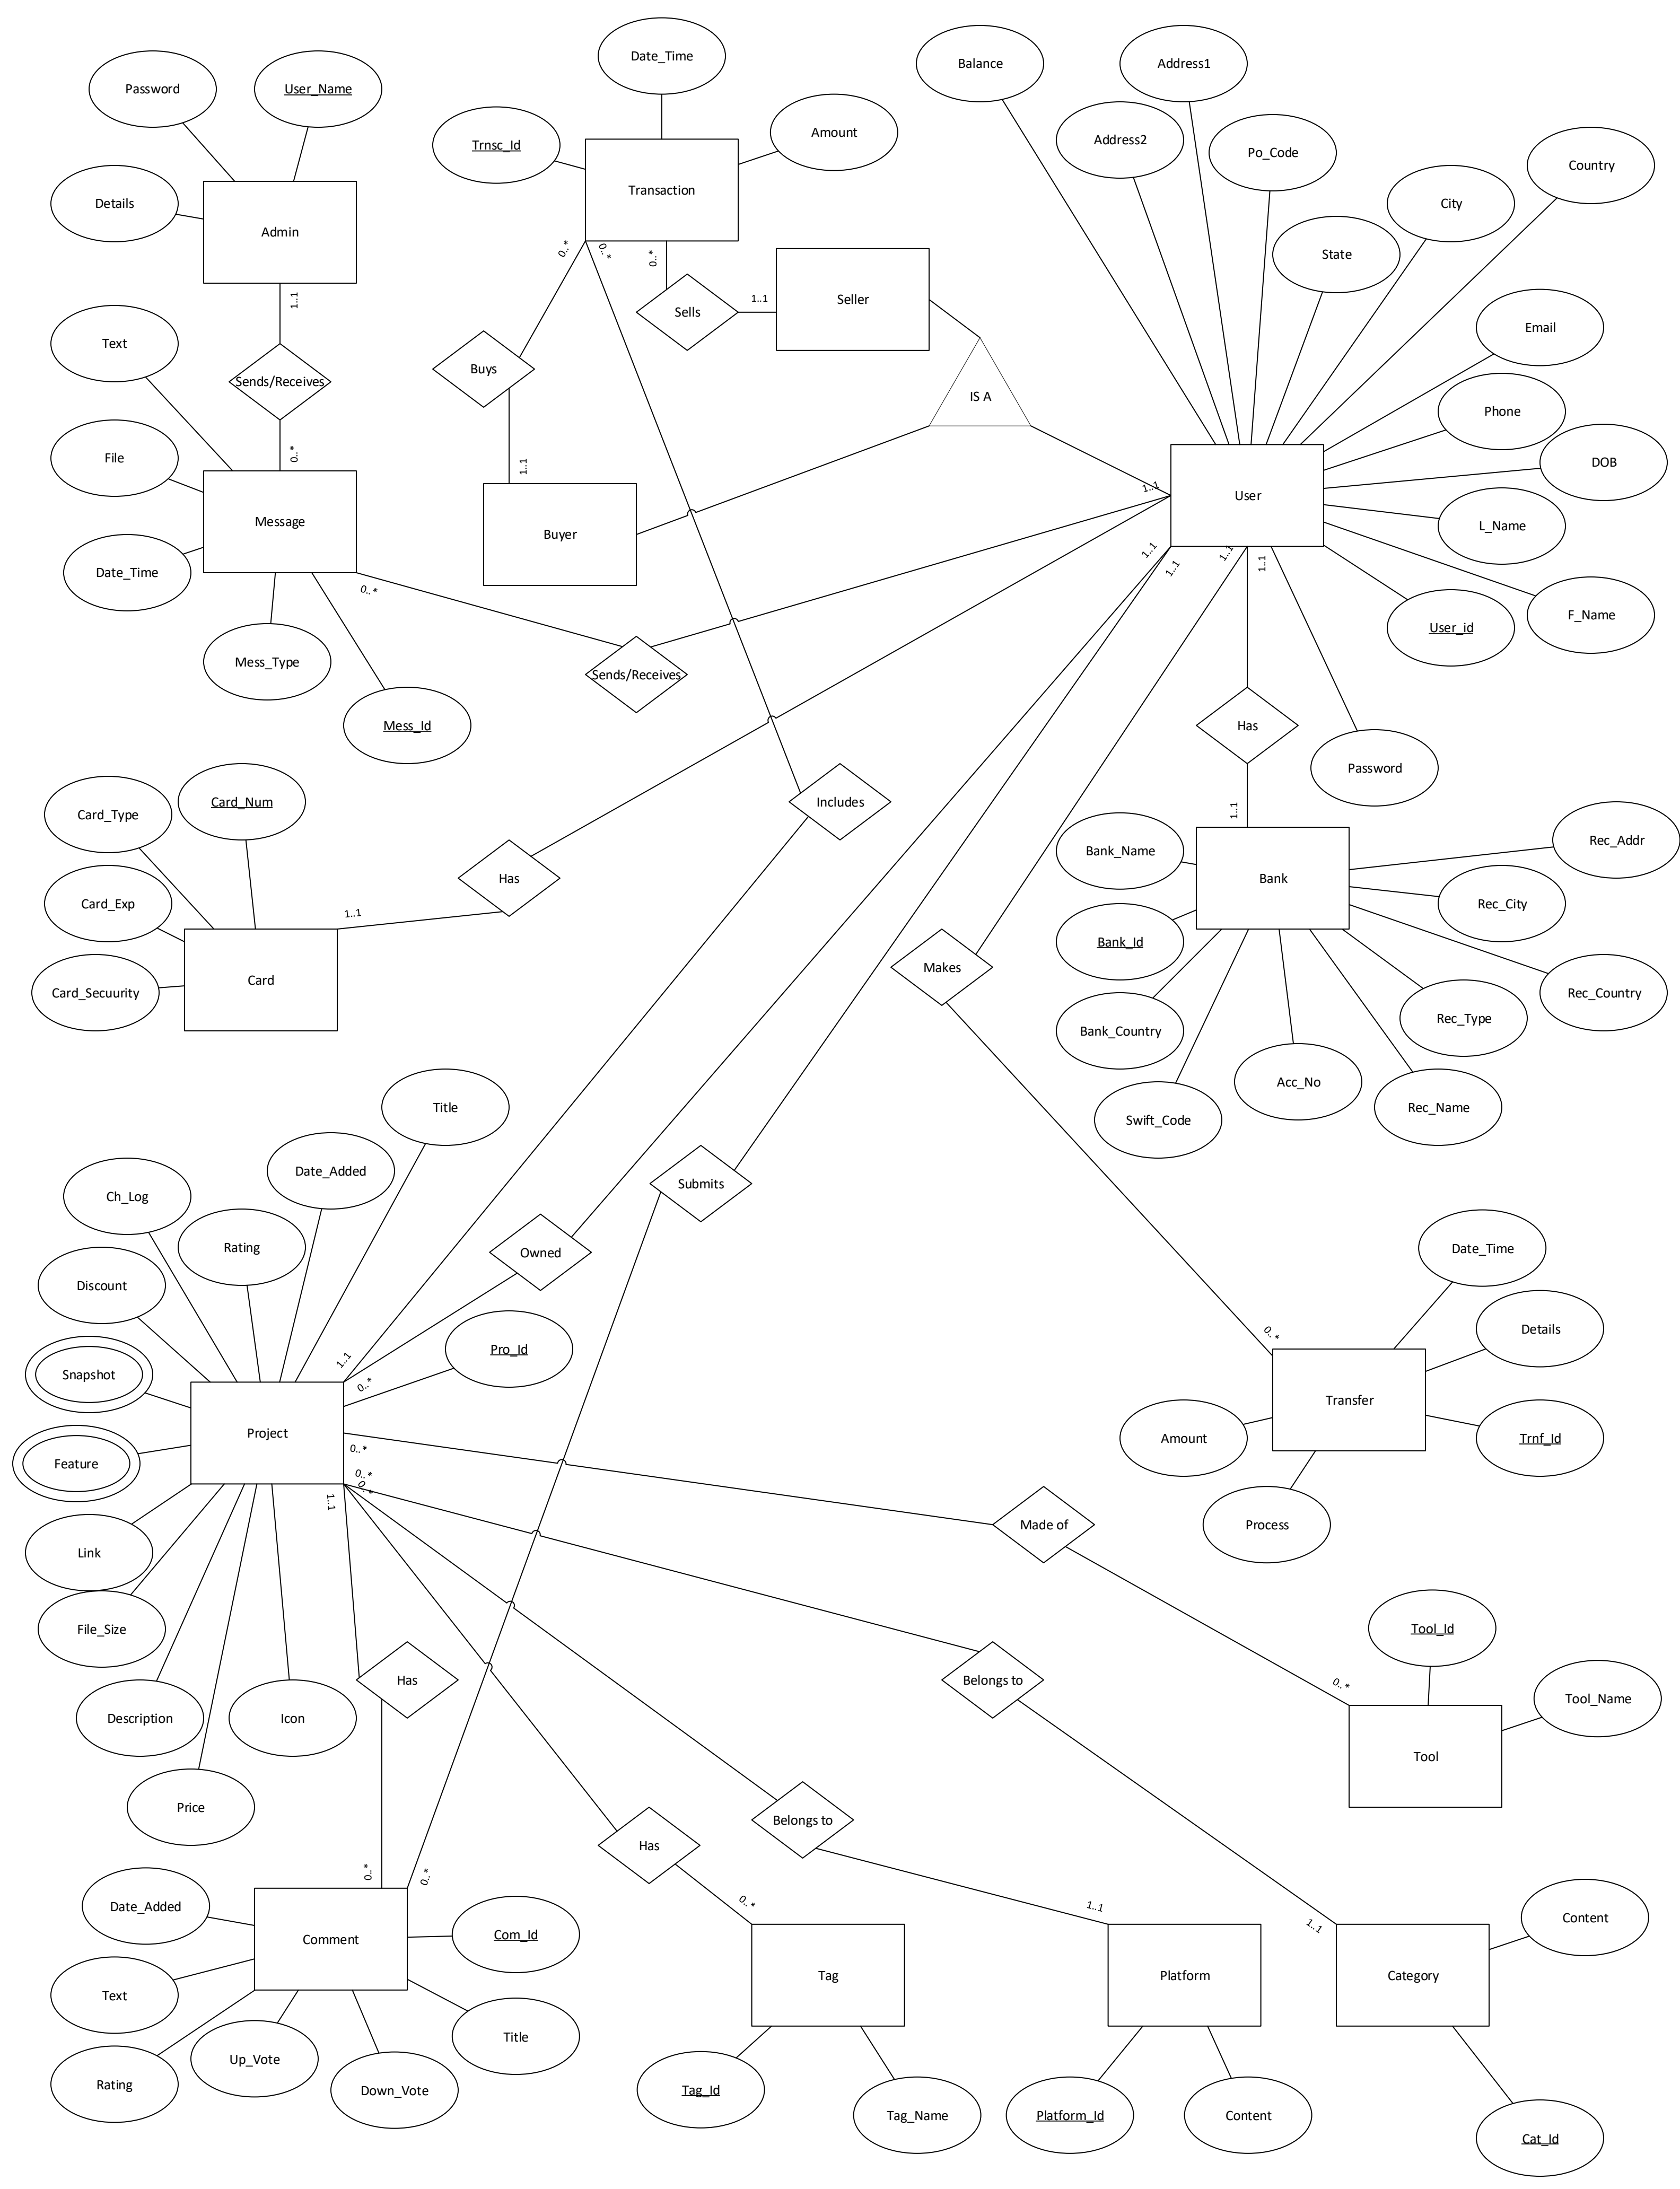 Date_Time
Balance
Address1
Password
User_Name
Trnsc_Id
Amount
Address2
Po_Code
Country
Transaction
Details
Admin
City
State
0..*
0..*
0..*
1..1
Sells
1..1
Seller
Text
Email
Buys
Sends/Receives
IS A
Phone
File
0..*
1..1
DOB
1..1
User
Message
Buyer
L_Name
Date_Time
0..*
1..1
1..1
1..1
1..1
F_Name
User_id
Mess_Type
Sends/Receives
Mess_Id
Has
Password
Card_Type
Card_Num
Includes
1..1
Rec_Addr
Bank_Name
Bank
Has
Card_Exp
1..1
Rec_City
Bank_Id
Makes
Card
Card_Secuurity
Rec_Country
Bank_Country
Rec_Type
Acc_No
Title
Swift_Code
Rec_Name
Date_Added
Submits
Ch_Log
Rating
Owned
Date_Time
Discount
Details
0..*
Pro_Id
1..1
0..*
Snapshot
Transfer
Project
0..*
Amount
Trnf_Id
Feature
0..*
0..*
1..1
Made of
Process
Link
File_Size
Tool_Id
Has
Belongs to
0..*
Tool_Name
Description
Icon
Tool
Price
Belongs to
Has
0..*
0..*
0..*
1..1
1..1
Date_Added
Com_Id
Content
Comment
Text
Tag
Platform
Category
Title
Up_Vote
Rating
Down_Vote
Tag_Id
Tag_Name
Platform_Id
Content
Cat_Id